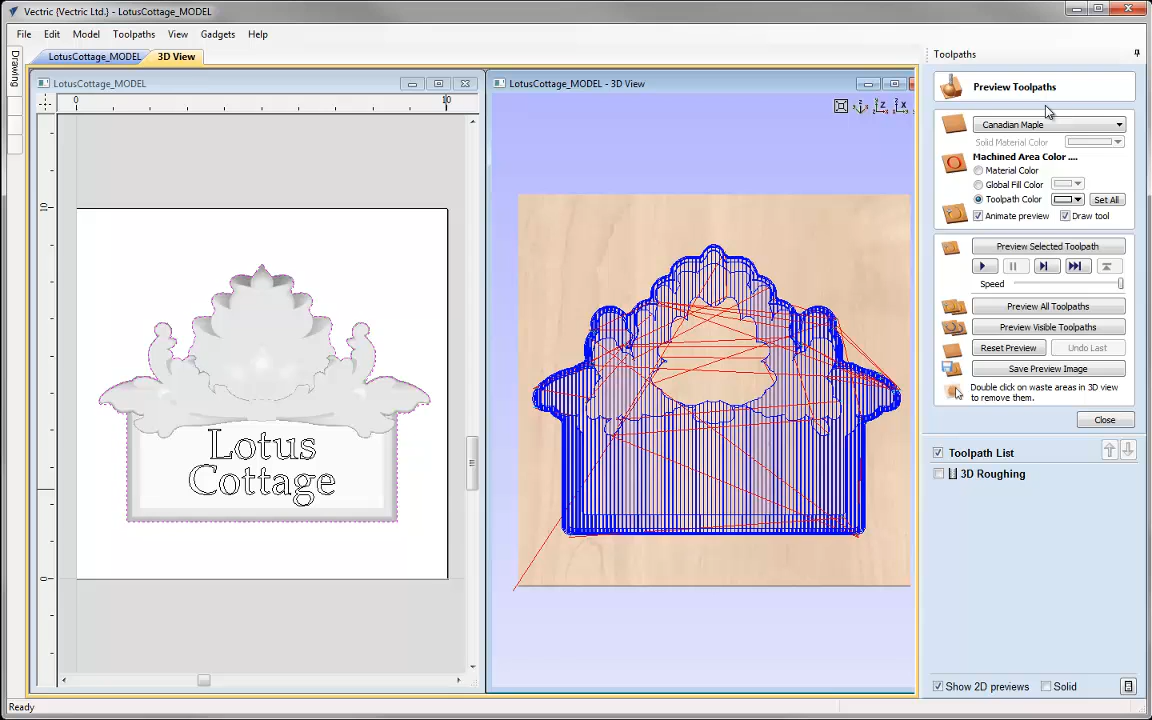 Vectric {Vectric Ltd.} - LotusCottage_MODEL
File Edit Model Toolpaths View Gadgets Help
Drawing
LotusCottage_MODEL
3D View
LotusCottage_MODEL
0
10
10
0
Lotus
Cottage
LotusCottage_MODEL - 3D View
Z
X
Toolpaths
Preview Toolpaths
Canadian Maple
Solid Material Color
Machined Area Color ....
Material Color
Global Fill Color
Toolpath Color
Set All
Animate preview
Draw tool
Preview Selected Toolpath
Speed
Preview All Toolpaths
Preview Visible Toolpaths
Reset Preview
Undo Last
Save Preview Image
Double click on waste areas in 3D view
to remove them.
Close
Toolpath List
3D Roughing
Show 2D previews
Solid
Ready